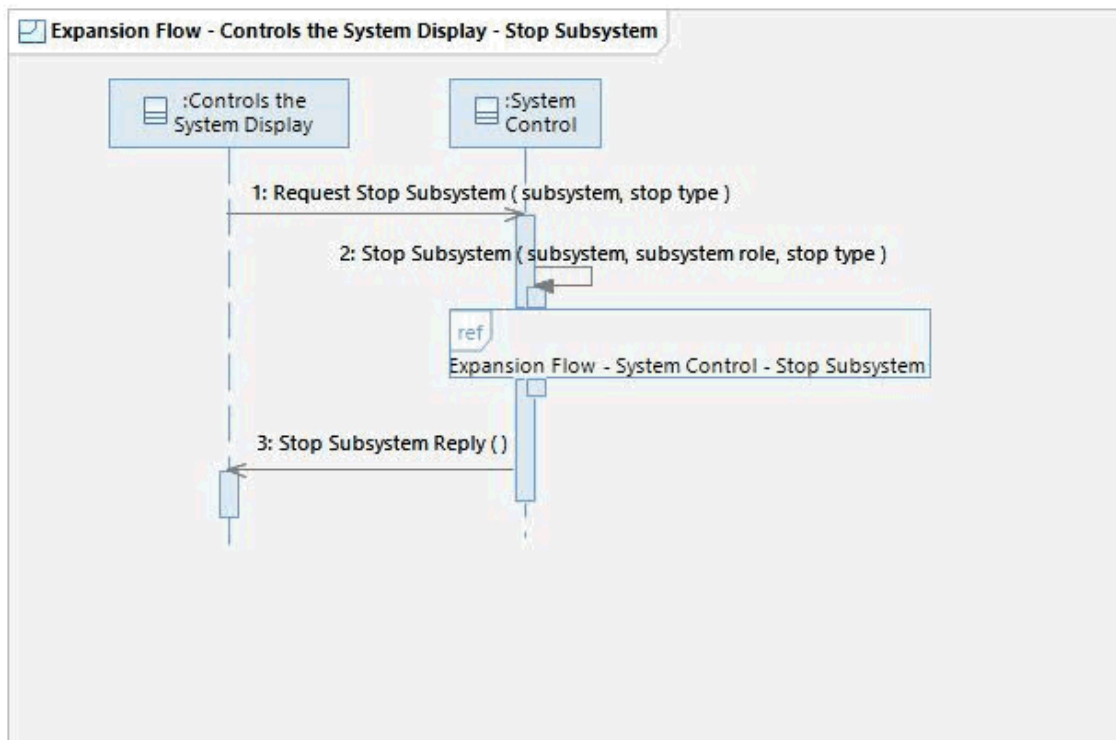 Expansion Flow - Controls the System Display - Stop Subsystem
:Controls the
System Display
:System
Control
1: Request Stop Subsystem ( subsystem, stop type )
2: Stop Subsystem ( subsystem, subsystem role, stop type )
ref
Expansion Flow - System Control - Stop Subsystem
3: Stop Subsystem Reply ( )